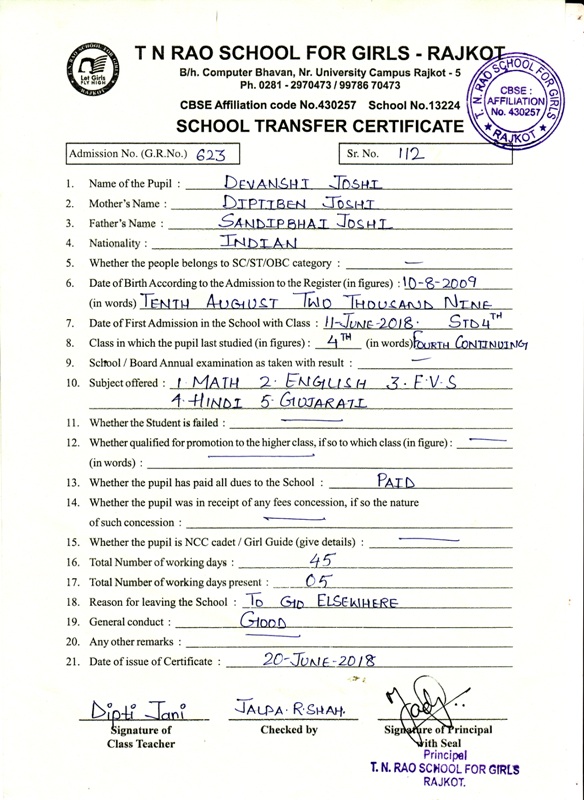 T N RAO SCHOOL FOR GIRLS - RAJKOT
B/h. Computer Bhavan, Nr. University Campus Rajkot - 5
Ph. 0281 - 2970473 / 99786 70473
CBSE Affiliation code No.430257 School No.13224
SCHOOL TRANSFER CERTIFICATE
T N RAO SCHOOL FOR GIRLS
Let Girls
FLY HIGH
RAJKOT
T. N. RAO SCHOOL FOR GIRLS
CBSE :
AFFILIATION
No. 430257
★ RAJKOT ★
Admission No. (G.R.No.) 623 Sr. No. 112
1. Name of the Pupil : DEVANSHI JOSHI
2. Mother's Name : DIPTIBEN JOSHI
3. Father's Name : SANDIPBHAI JOSHI
4. Nationality : INDIAN
5. Whether the people belongs to SC/ST/OBC category : —
6. Date of Birth According to the Admission to the Register (in figures) : 10-8-2009
(in words) TENTH AUGUST TWO THOUSAND NINE
7. Date of First Admission in the School with Class : 11-JUNE-2018. STD 4TH
8. Class in which the pupil last studied (in figures) : 4TH (in words) FOURTH CONTINUING
9. School / Board Annual examination as taken with result : —
10. Subject offered : 1. MATH 2. ENGLISH 3. E.V.S
4. HINDI 5. GUJARATI
11. Whether the Student is failed : —
12. Whether qualified for promotion to the higher class, if so to which class (in figure) : —
(in words) : —
13. Whether the pupil has paid all dues to the School : PAID
14. Whether the pupil was in receipt of any fees concession, if so the nature
of such concession : —
15. Whether the pupil is NCC cadet / Girl Guide (give details) : —
16. Total Number of working days : 45
17. Total Number of working days present : 05
18. Reason for leaving the School : TO GO ELSEWHERE
19. General conduct : GOOD
20. Any other remarks : —
21. Date of issue of Certificate : 20-JUNE-2018
Dipti Jani JALPA.R.SHAH.
Signature of Checked by Signature of Principal
Class Teacher with Seal
Principal
T. N. RAO SCHOOL FOR GIRLS
RAJKOT.